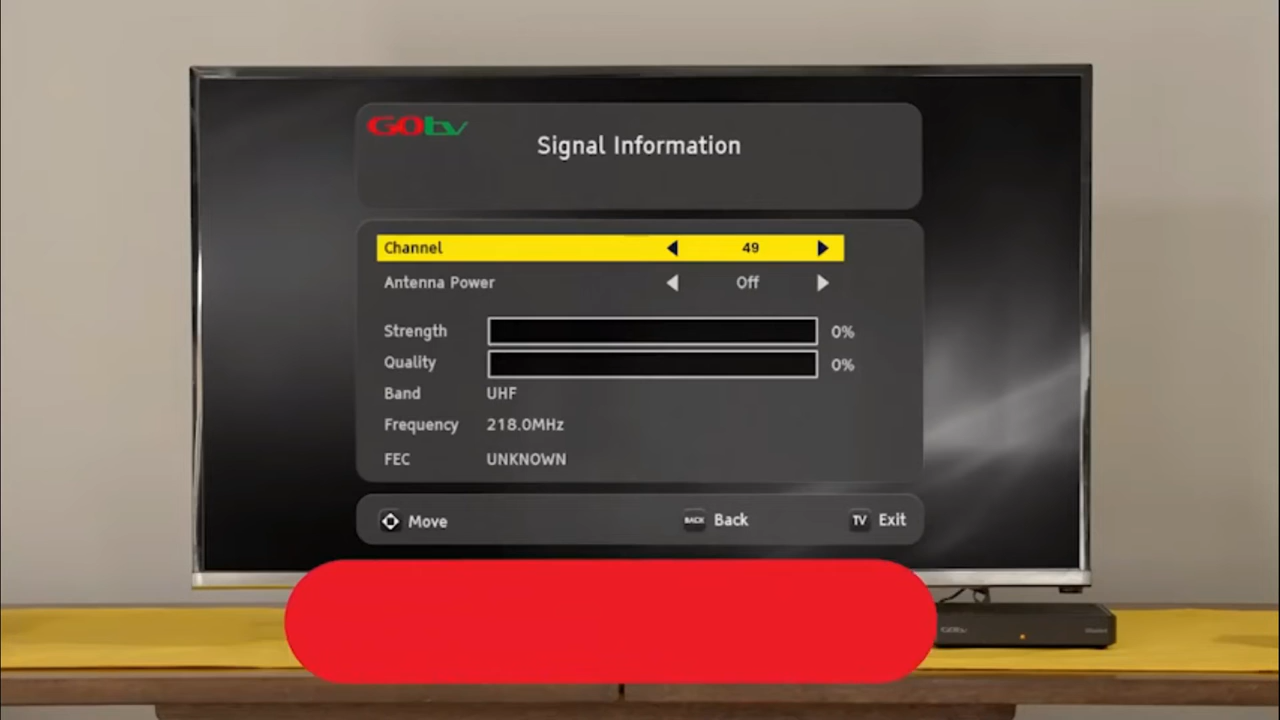 GOtv
Signal Information
Channel 49
Antenna Power Off
Strength 0%
Quality 0%
Band UHF
Frequency 218.0MHz
FEC UNKNOWN
Move BACK Back TV Exit
GOtv